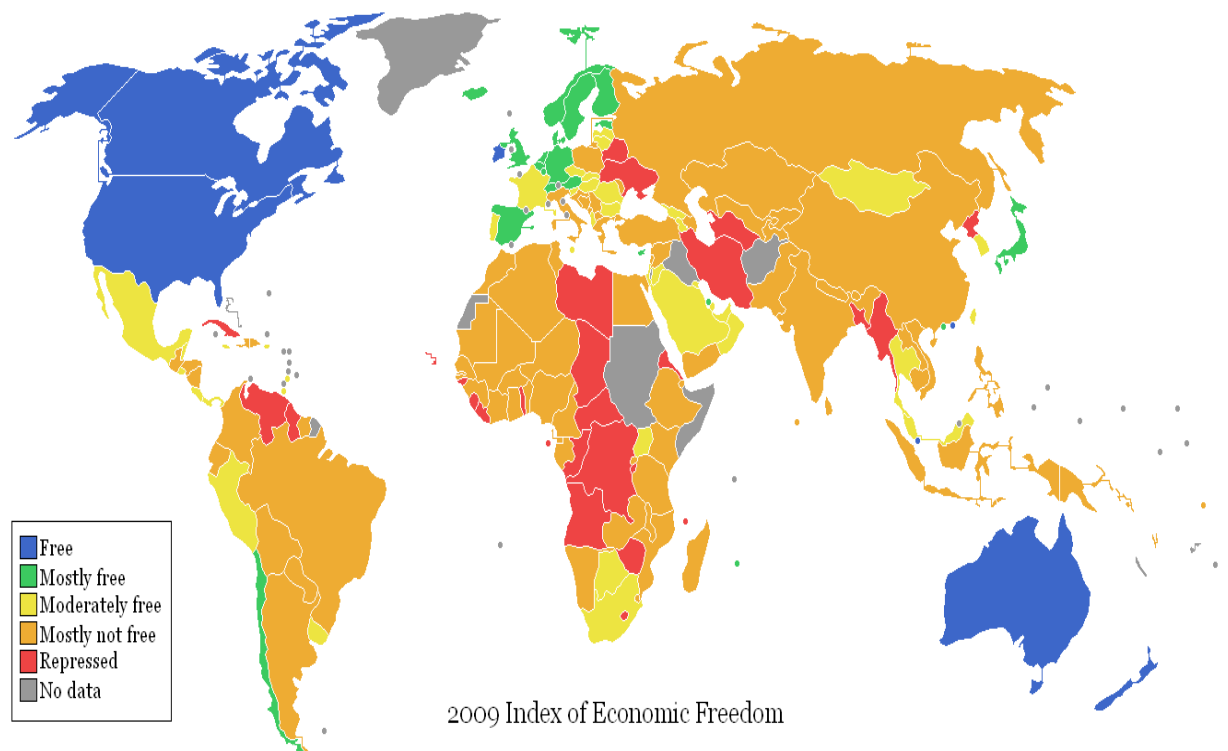 Free
Mostly free
Moderately free
Mostly not free
Repressed
No data
2009 Index of Economic Freedom